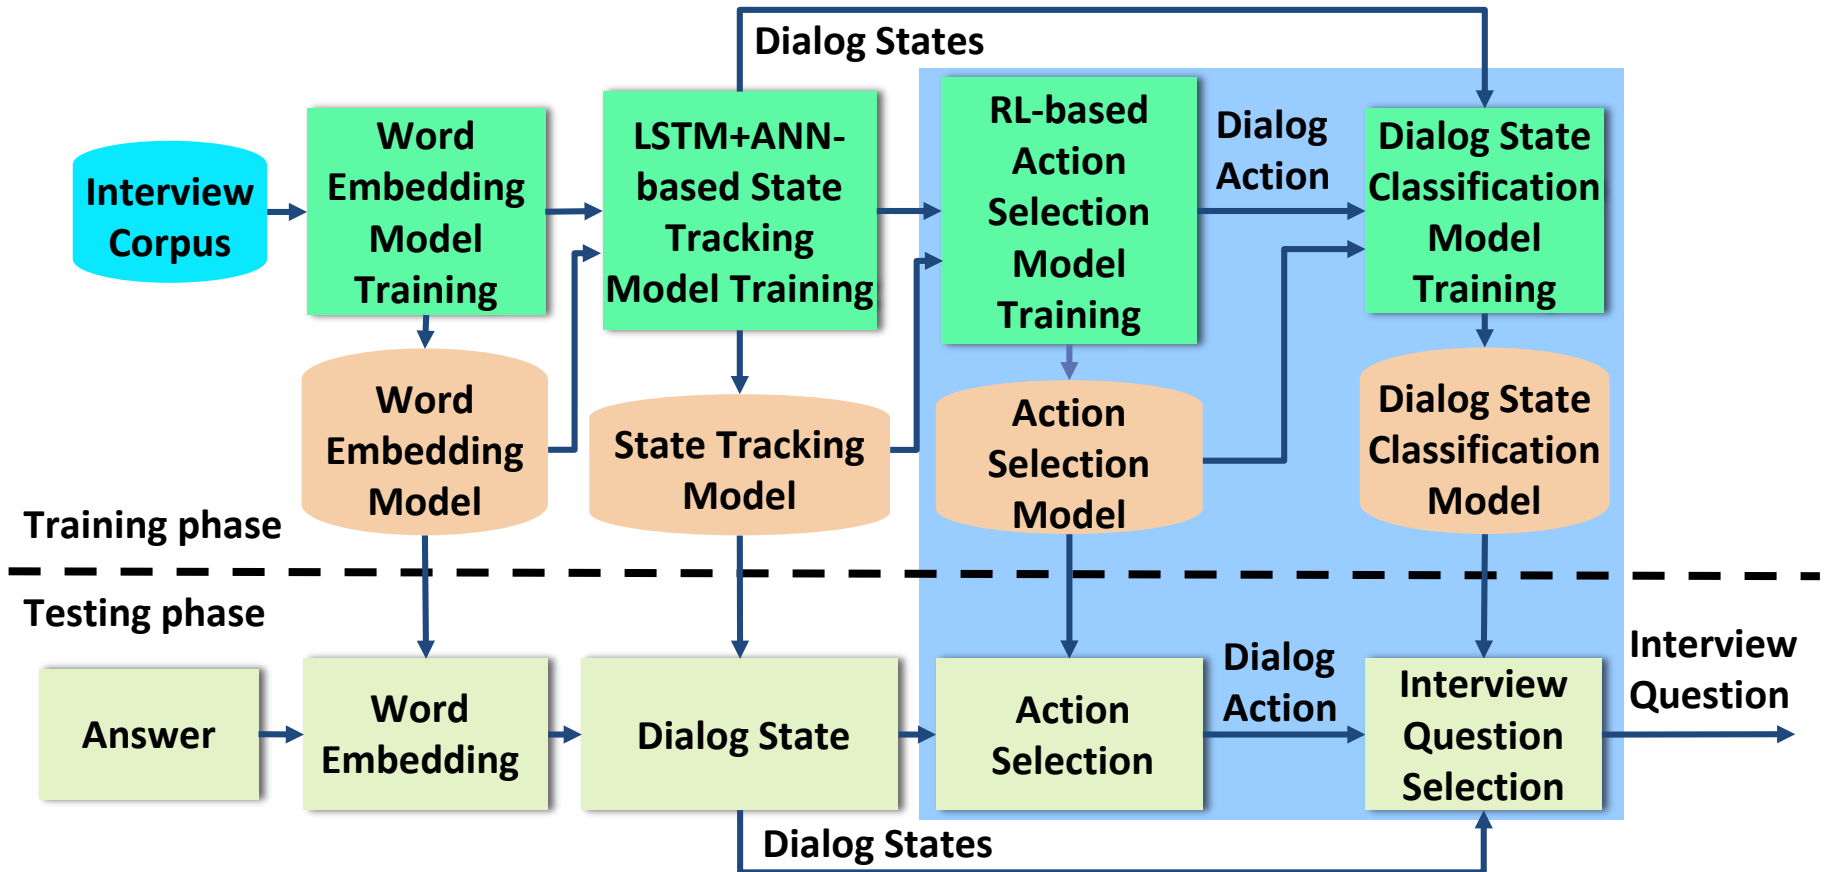 Dialog States
Interview
Corpus
Word
Embedding
Model
Training
LSTM+ANN-
based State
Tracking
Model Training
RL-based
Action
Selection
Model
Training
Dialog
Action
Dialog State
Classification
Model
Training
Word
Embedding
Model
State Tracking
Model
Action
Selection
Model
Dialog State
Classification
Model
Training phase
Testing phase
Answer
Word
Embedding
Dialog State
Action
Selection
Dialog
Action
Interview
Question
Selection
Interview
Question
Dialog States